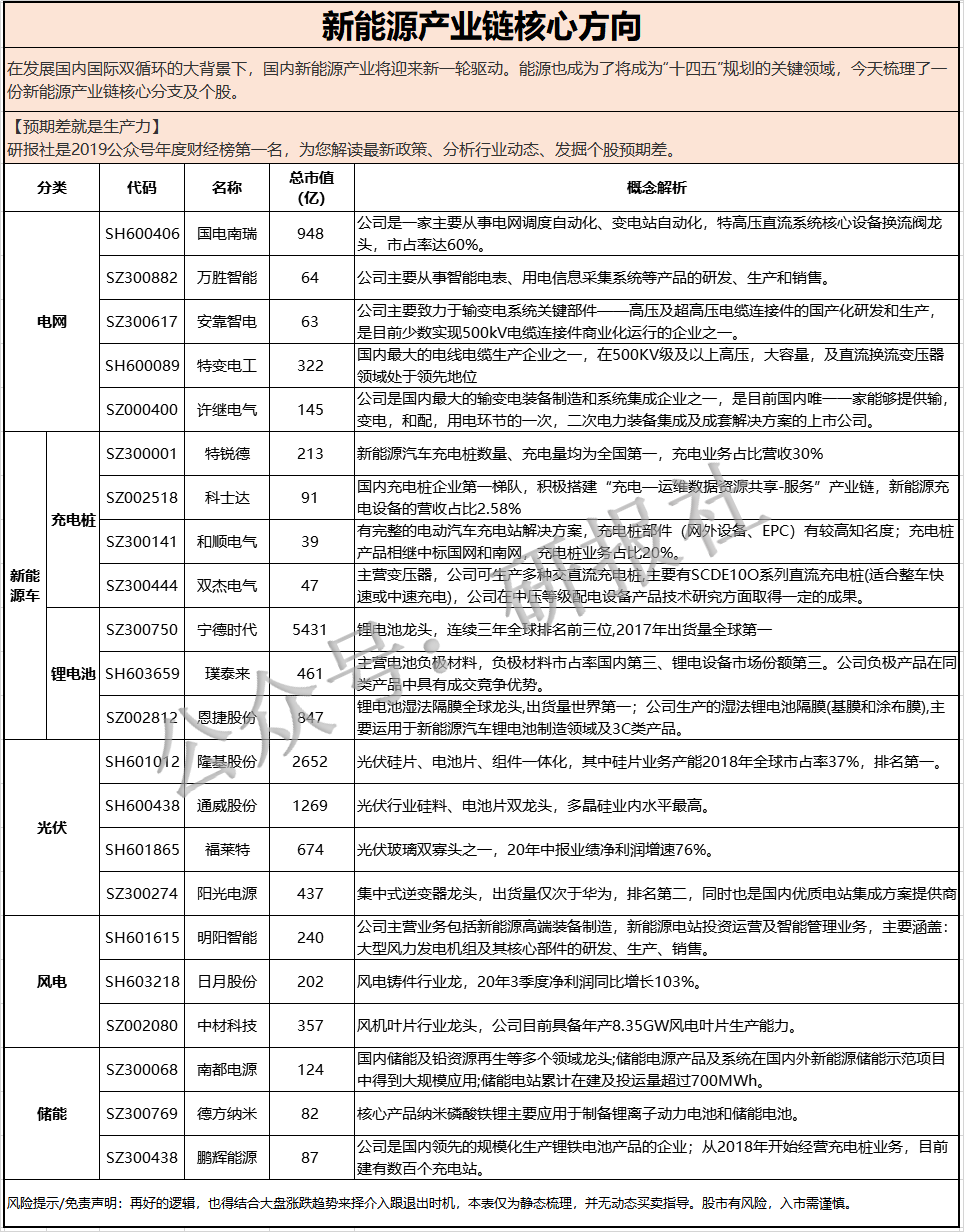 新能源产业链核心方向
在发展国内国际双循环的大背景下，国内新能源产业将迎来新一轮驱动。能源也成为了将成为“十四五”规划的关键领域，今天梳理了一
份新能源产业链核心分支及个股。
【预期差就是生产力】
研报社是2019公众号年度财经榜第一名，为您解读最新政策、分析行业动态、发掘个股预期差。
分类 代码 名称 总市值
(亿) 概念解析
电网
SH600406 国电南瑞 948 公司是一家主要从事电网调度自动化、变电站自动化，特高压直流系统核心设备换流阀龙
头，市占率达60%。
SZ300882 万胜智能 64 公司主要从事智能电表、用电信息采集系统等产品的研发、生产和销售。
SZ300617 安靠智电 63 公司主要致力于输变电系统关键部件——高压及超高压电缆连接件的国产化研发和生产，
是目前少数实现500kV电缆连接件商业化运行的企业之一。
SH600089 特变电工 322 国内最大的电线电缆生产企业之一，在500KV级及以上高压，大容量，及直流换流变压器
领域处于领先地位
SZ000400 许继电气 145 公司是国内最大的输变电装备制造和系统集成企业之一，是目前国内唯一一家能够提供输，
变电，和配，用电环节的一次，二次电力装备集成及成套解决方案的上市公司。
新能
源车
充电桩
SZ300001 特锐德 213 新能源汽车充电桩数量、充电量均为全国第一，充电业务占比营收30%
SZ002518 科士达 91 国内充电桩企业第一梯队，积极搭建“充电—运维数据资源共享-服务”产业链，新能源充
电设备的营收占比2.58%
SZ300141 和顺电气 39 有完整的电动汽车充电站解决方案，充电桩部件（网外设备、EPC）有较高知名度；充电桩
产品相继中标国网和南网，充电桩业务占比20%。
SZ300444 双杰电气 47 主营变压器，公司可生产多种交直流充电桩,主要有SCDE10O系列直流充电桩(适合整车快
速或中速充电)，公司在中压等级配电设备产品技术研究方面取得一定的成果。
锂电池
SZ300750 宁德时代 5431 锂电池龙头，连续三年全球排名前三位,2017年出货量全球第一
SH603659 璞泰来 461 主营电池负极材料，负极材料市占率国内第三、锂电设备市场份额第三。公司负极产品在同
类产品中具有成交竞争优势。
SZ002812 恩捷股份 847 锂电池湿法隔膜全球龙头,出货量世界第一；公司生产的湿法锂电池隔膜(基膜和涂布膜),主
要运用于新能源汽车锂电池制造领域及3C类产品。
光伏
SH601012 隆基股份 2652 光伏硅片、电池片、组件一体化，其中硅片业务产能2018年全球市占率37%，排名第一。
SH600438 通威股份 1269 光伏行业硅料、电池片双龙头，多晶硅业内水平最高。
SH601865 福莱特 674 光伏玻璃双寡头之一，20年中报业绩净利润增速76%。
SZ300274 阳光电源 437 集中式逆变器龙头，出货量仅次于华为，排名第二，同时也是国内优质电站集成方案提供商
风电
SH601615 明阳智能 240 公司主营业务包括新能源高端装备制造，新能源电站投资运营及智能管理业务，主要涵盖：
大型风力发电机组及其核心部件的研发、生产、销售。
SH603218 日月股份 202 风电铸件行业龙，20年3季度净利润同比增长103%。
SZ002080 中材科技 357 风机叶片行业龙头，公司目前具备年产8.35GW风电叶片生产能力。
储能
SZ300068 南都电源 124 国内储能及铅资源再生等多个领域龙头;储能电源产品及系统在国内外新能源储能示范项目
中得到大规模应用;储能电站累计在建及投运量超过700MWh。
SZ300769 德方纳米 82 核心产品纳米磷酸铁锂主要应用于制备锂离子动力电池和储能电池。
SZ300438 鹏辉能源 87 公司是国内领先的规模化生产锂铁电池产品的企业；从2018年开始经营充电桩业务，目前
建有数百个充电站。
风险提示/免责声明：再好的逻辑，也得结合大盘涨跌趋势来择介入跟退出时机，本表仅为静态梳理，并无动态买卖指导。股市有风险，入市需谨慎。
公众号：研报社